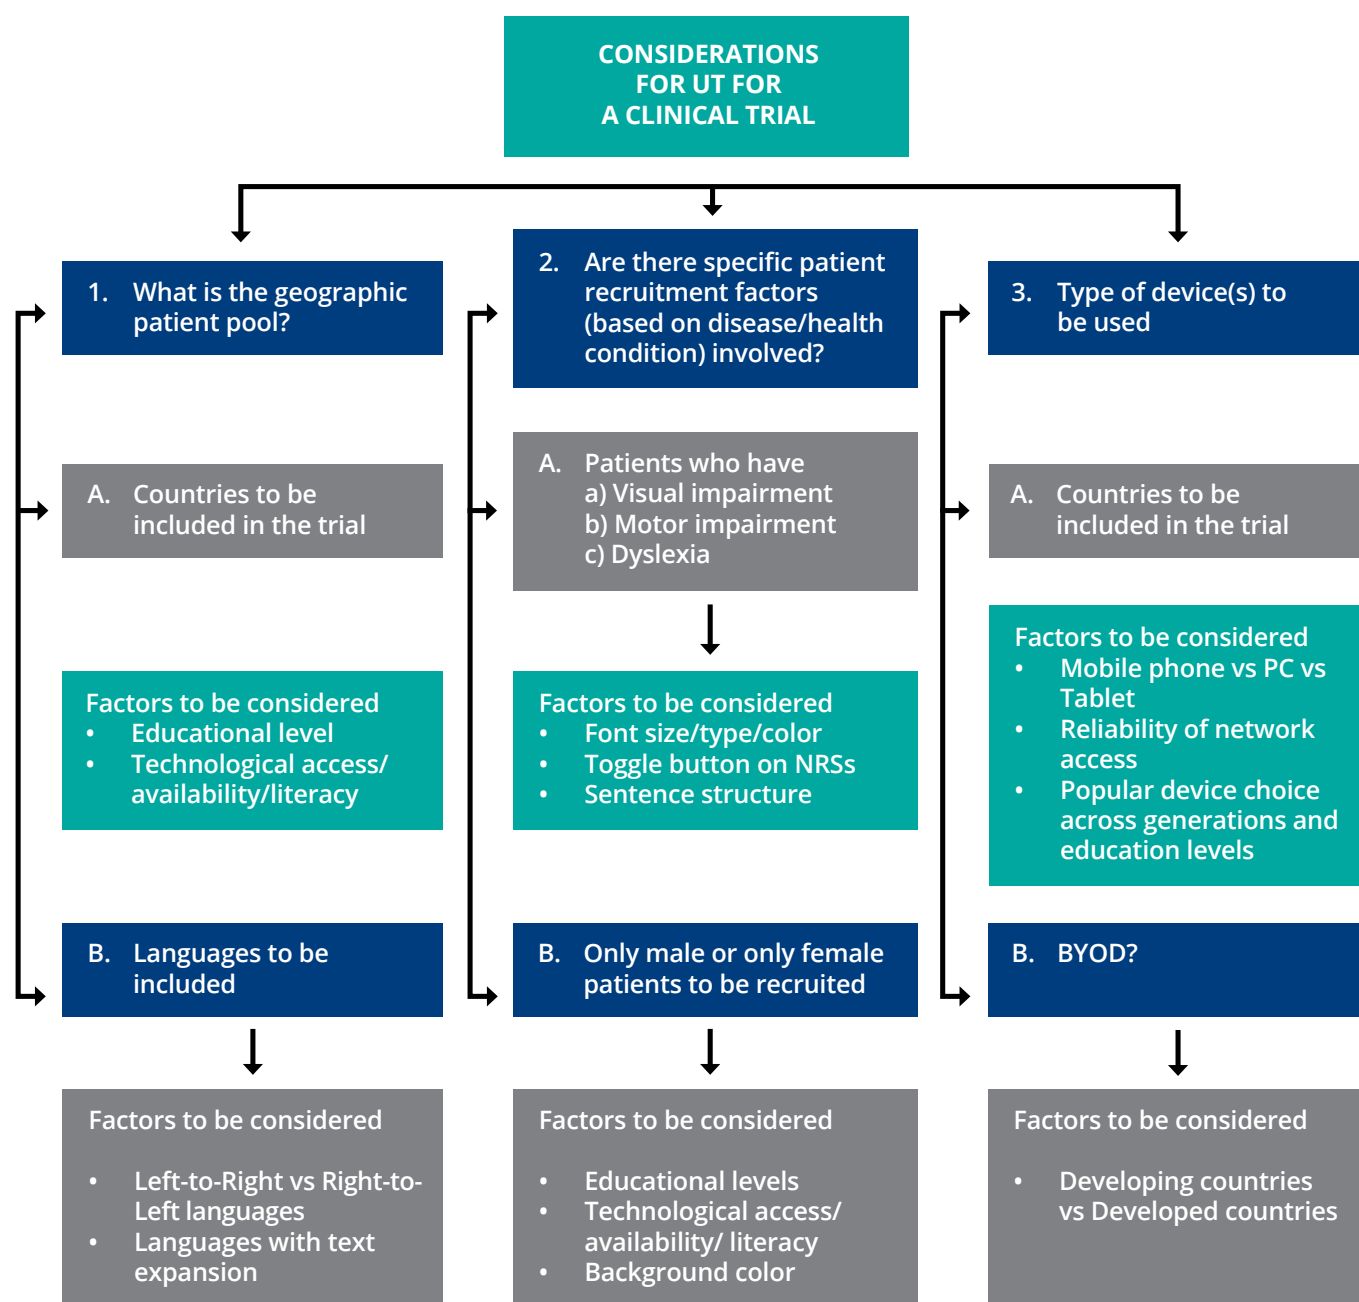 CONSIDERATIONS
FOR UT FOR
A CLINICAL TRIAL
1. What is the geographic
patient pool?
A. Countries to be
included in the trial
Factors to be considered
• Educational level
• Technological access/
availability/literacy
B. Languages to be
included
Factors to be considered
• Left-to-Right vs Right-to-
Left languages
• Languages with text
expansion
2. Are there specific patient
recruitment factors
(based on disease/health
condition) involved?
A. Patients who have
a) Visual impairment
b) Motor impairment
c) Dyslexia
Factors to be considered
• Font size/type/color
• Toggle button on NRSs
• Sentence structure
B. Only male or only female
patients to be recruited
Factors to be considered
• Educational levels
• Technological access/
availability/ literacy
• Background color
3. Type of device(s) to
be used
A. Countries to be
included in the trial
Factors to be considered
• Mobile phone vs PC vs
Tablet
• Reliability of network
access
• Popular device choice
across generations and
education levels
B. BYOD?
Factors to be considered
• Developing countries
vs Developed countries